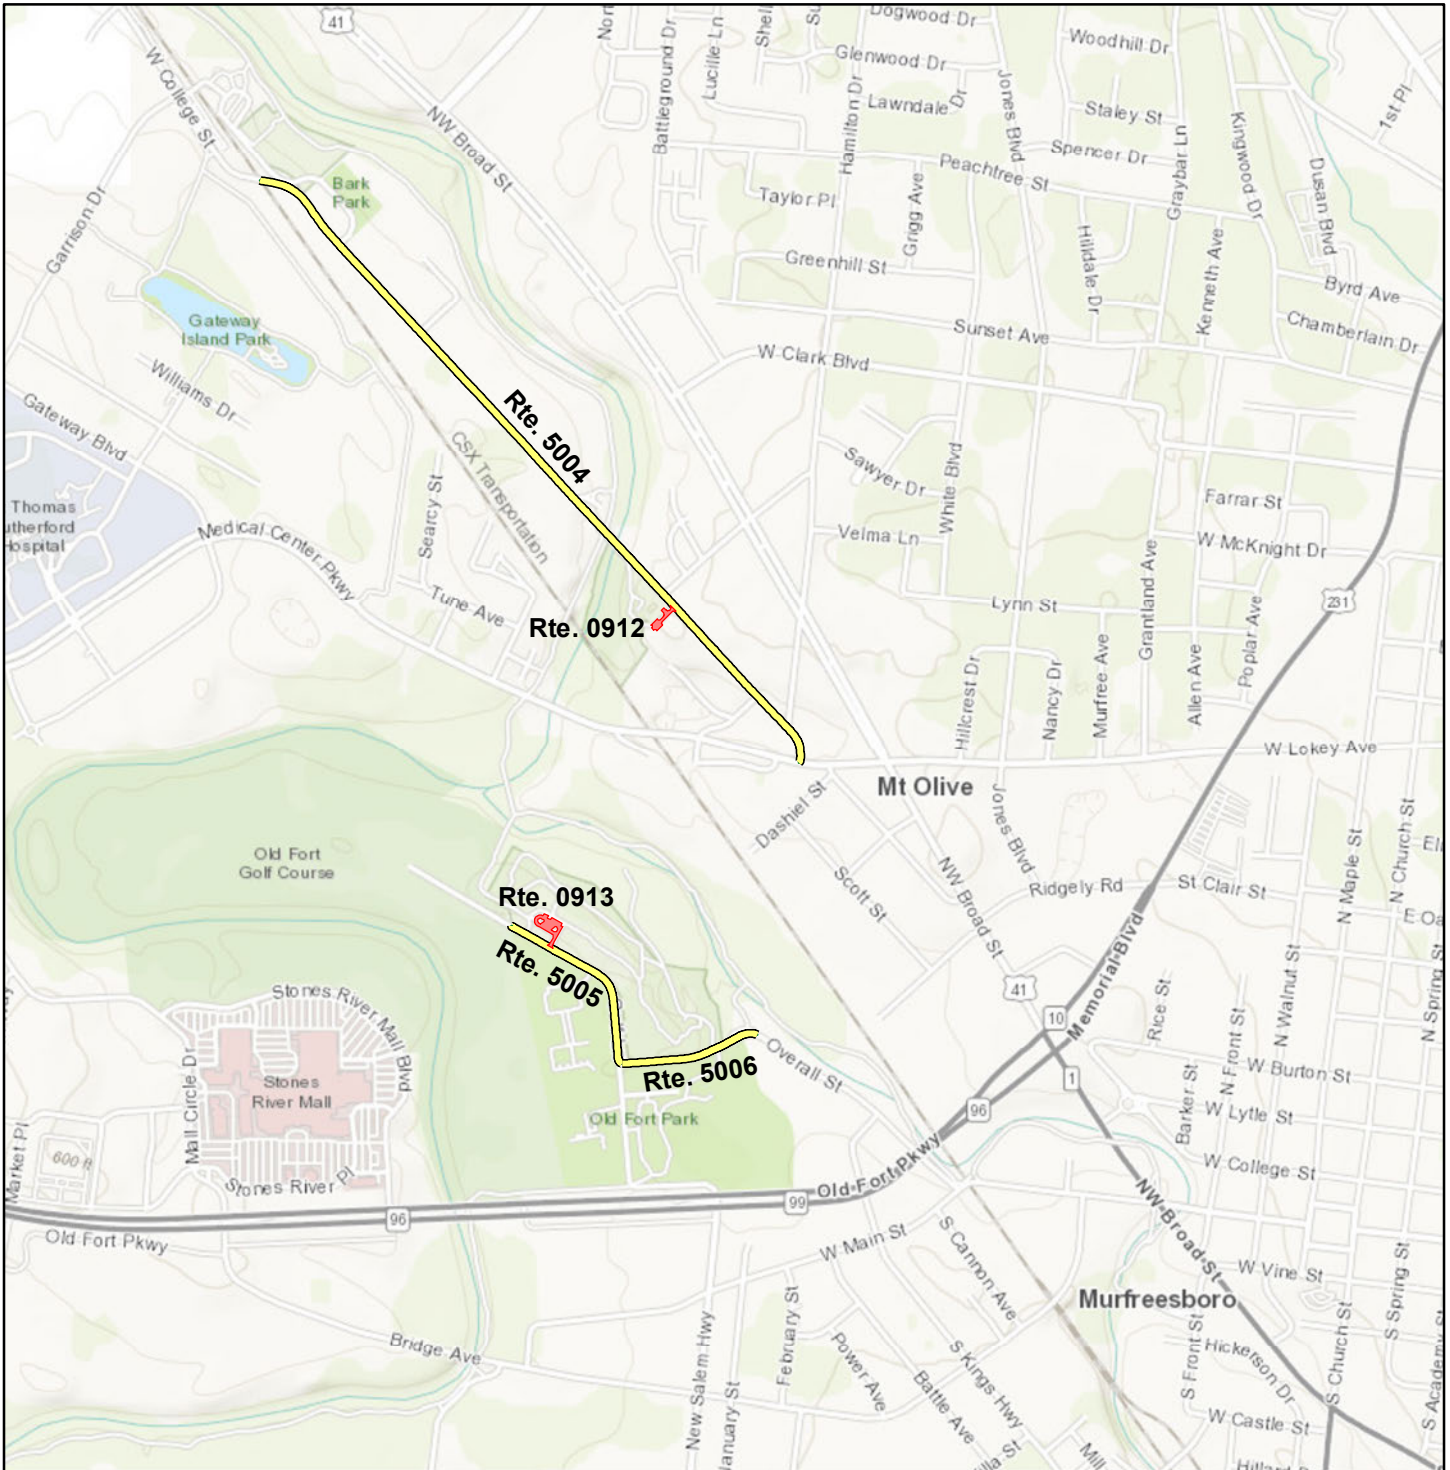 41
W College St
NW Broad St
Battleground Dr
Lucille Ln
Dogwood Dr
Glenwood Dr
Lawndale Dr
Hamilton Dr
Jones Blvd
Woodhill Dr
Staley St
Spencer Dr
Peachtree St
Graybar Ln
Kingwood Dr
Dusan Blvd
1st Pl
Bark
Park
Taylor Pl
Grigg Ave
Garrison Dr
Greenhill St
Hilldale Dr
Kenneth Ave
Byrd Ave
Chamberlain Dr
Gateway
Island Park
Sunset Ave
W Clark Blvd
Williams Dr
Gateway Blvd
Rte. 5004
CSX Transportation
Sawyer Dr
White Blvd
Farrar St
Thomas
utherford
Hospital
Searcy St
Velma Ln
W McKnight Dr
Medical Center Pkwy
Tune Ave
Lynn St
Grantland Ave
Poplar Ave
231
Rte. 0912
Hillcrest Dr
Nancy Dr
Murfree Ave
Allen Ave
W Lokey Ave
Mt Olive
Dashiel St
Jones Blvd
Old Fort
Golf Course
Scott St
NW Broad St
Ridgely Rd
St Clair St
N Maple St
N Church St
Rte. 0913
Rte. 5005
Stones River Mall Blvd
41
10
Memorial Blvd
Rice St
N Front St
N Walnut St
N Spring St
Mall Circle Dr
Stones
River Mall
Rte. 5006
Overall St
1
W Burton St
Barker St
W Lytle St
96
Old Fort Park
Market Pl
600 ft
Stones River Pl
W College St
Old Fort Pkwy
99
96
Old Fort Pkwy
W Main St
S Cannon Ave
NW Broad St
W Vine St
S Spring St
Murfreesboro
February St
Bridge Ave
New Salem Hwy
Power Ave
Battle Ave
S Kings Hwy
S Front St
Hickerson Dr
S Church St
W Castle St
January St